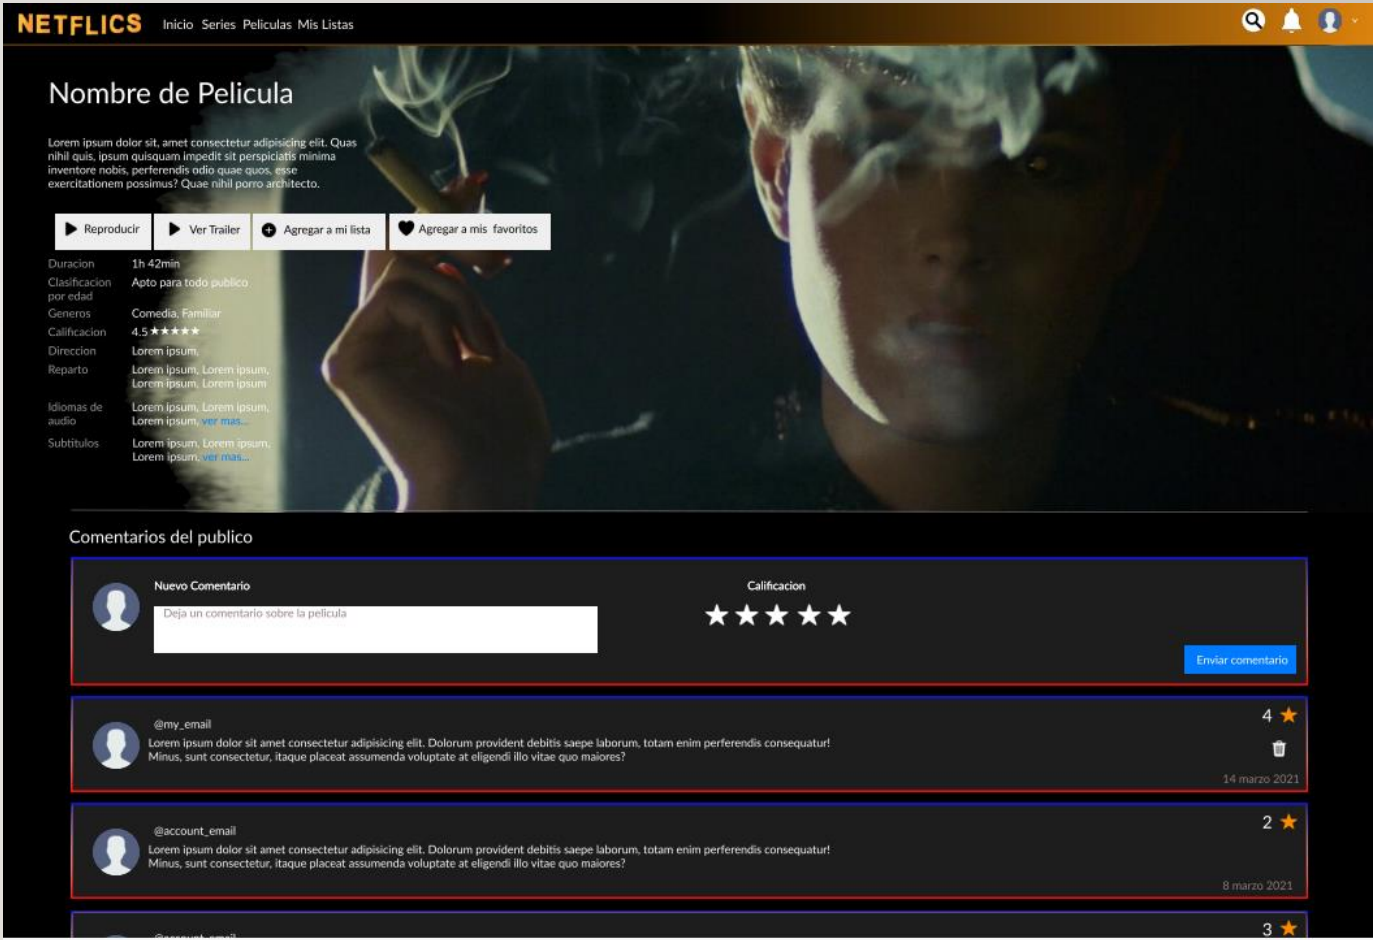 NETFLICS Inicio Series Peliculas Mis Listas
Nombre de Pelicula
Lorem ipsum dolor sit, amet consectetur adipisicing elit. Quas
nihil quis, ipsum quisquam impedit sit perspiciatis minima
inventore nobis, perferendis odio quae quos, esse
exercitationem possimus? Quae nihil porro architecto.
Reproducir Ver Trailer Agregar a mi lista Agregar a mis favoritos
Duracion 1h 42min
Clasificacion Apto para todo publico
por edad
Generos Comedia, Familiar
Calificacion 4.5★★★★★
Direccion Lorem ipsum,
Reparto Lorem ipsum, Lorem ipsum,
Lorem ipsum, Lorem ipsum
Idiomas de Lorem ipsum, Lorem ipsum,
audio Lorem ipsum, ver mas...
Subtitulos Lorem ipsum, Lorem ipsum,
Lorem ipsum, ver mas...
Comentarios del publico
Nuevo Comentario Calificacion
Deja un comentario sobre la pelicula
Enviar comentario
4
@my_email
Lorem ipsum dolor sit amet consectetur adipisicing elit. Dolorum provident debitis saepe laborum, totam enim perferendis consequatur!
Minus, sunt consectetur, itaque placeat assumenda voluptate at eligendi illo vitae quo maiores?
14 marzo 2021
2
@account_email
Lorem ipsum dolor sit amet consectetur adipisicing elit. Dolorum provident debitis saepe laborum, totam enim perferendis consequatur!
Minus, sunt consectetur, itaque placeat assumenda voluptate at eligendi illo vitae quo maiores?
8 marzo 2021
3
@account_email